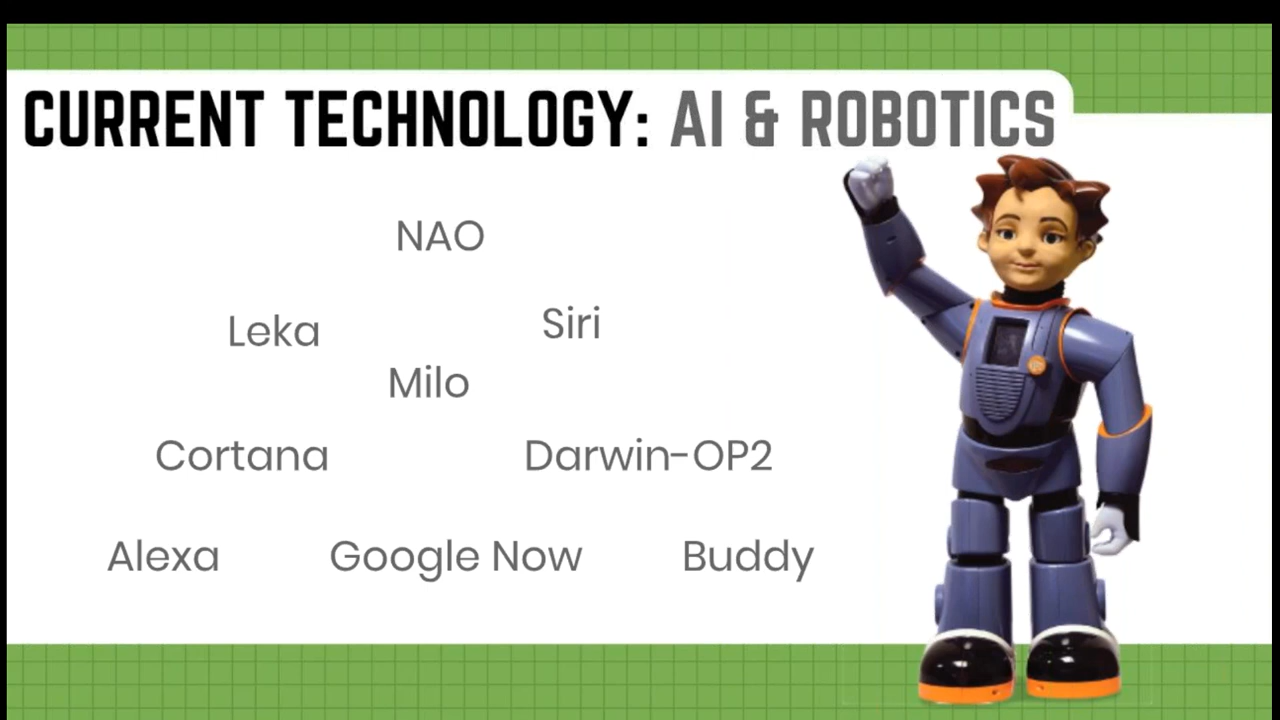 CURRENT TECHNOLOGY: AI & ROBOTICS
NAO
Leka
Siri
Milo
Cortana
Darwin-OP2
Alexa
Google Now
Buddy